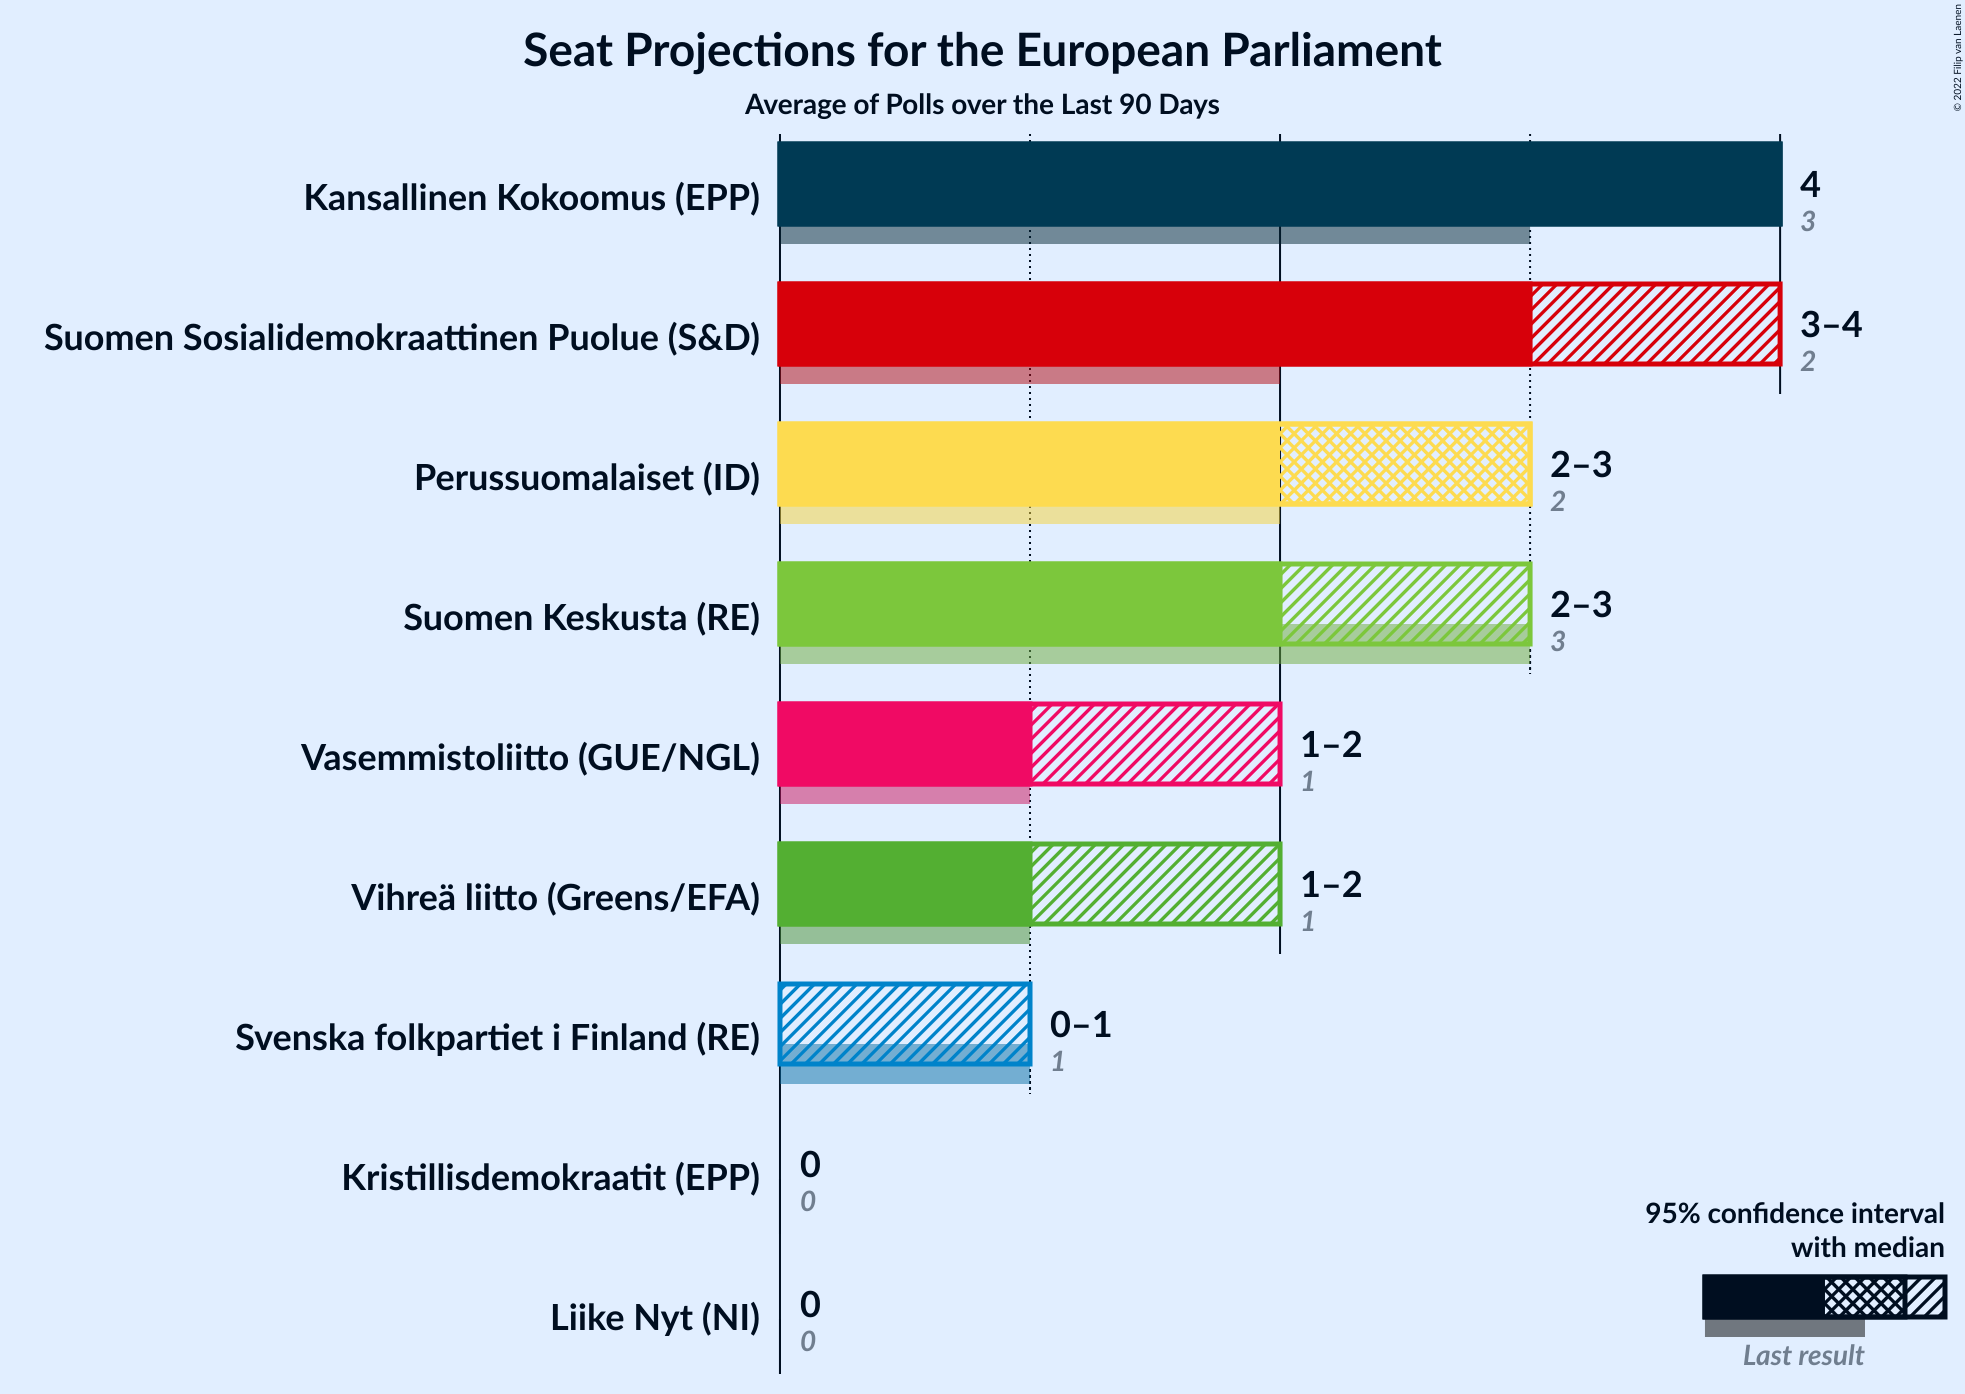 © 2022 Filip van Laenen
Seat Projections for the European Parliament
Average of Polls over the Last 90 Days
Kansallinen Kokoomus (EPP)
4
3
Suomen Sosialidemokraattinen Puolue (S&D)
3–4
2
Perussuomalaiset (ID)
2–3
2
Suomen Keskusta (RE)
2–3
3
Vasemmistoliitto (GUE/NGL)
1–2
1
Vihreä liitto (Greens/EFA)
1–2
1
Svenska folkpartiet i Finland (RE)
0–1
1
Kristillisdemokraatit (EPP)
0
0
Liike Nyt (NI)
0
0
95% confidence interval
with median
Last result